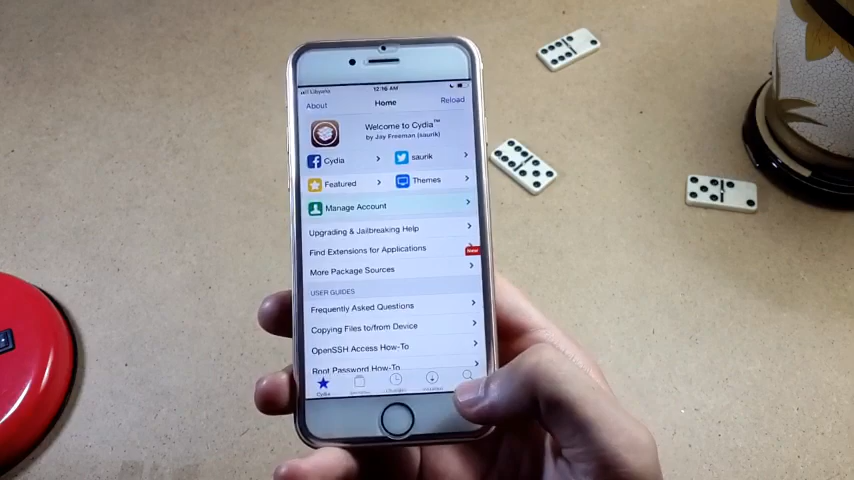 12:16 AM
About
Home
Reload
Welcome to Cydia™
by Jay Freeman (saurik)
Cydia
saurik
Featured
Themes
Manage Account
Upgrading & Jailbreaking Help
Find Extensions for Applications
New
More Package Sources
USER GUIDES
Frequently Asked Questions
Copying Files to/from Device
OpenSSH Access How-To
Root Password How-To
Cydia